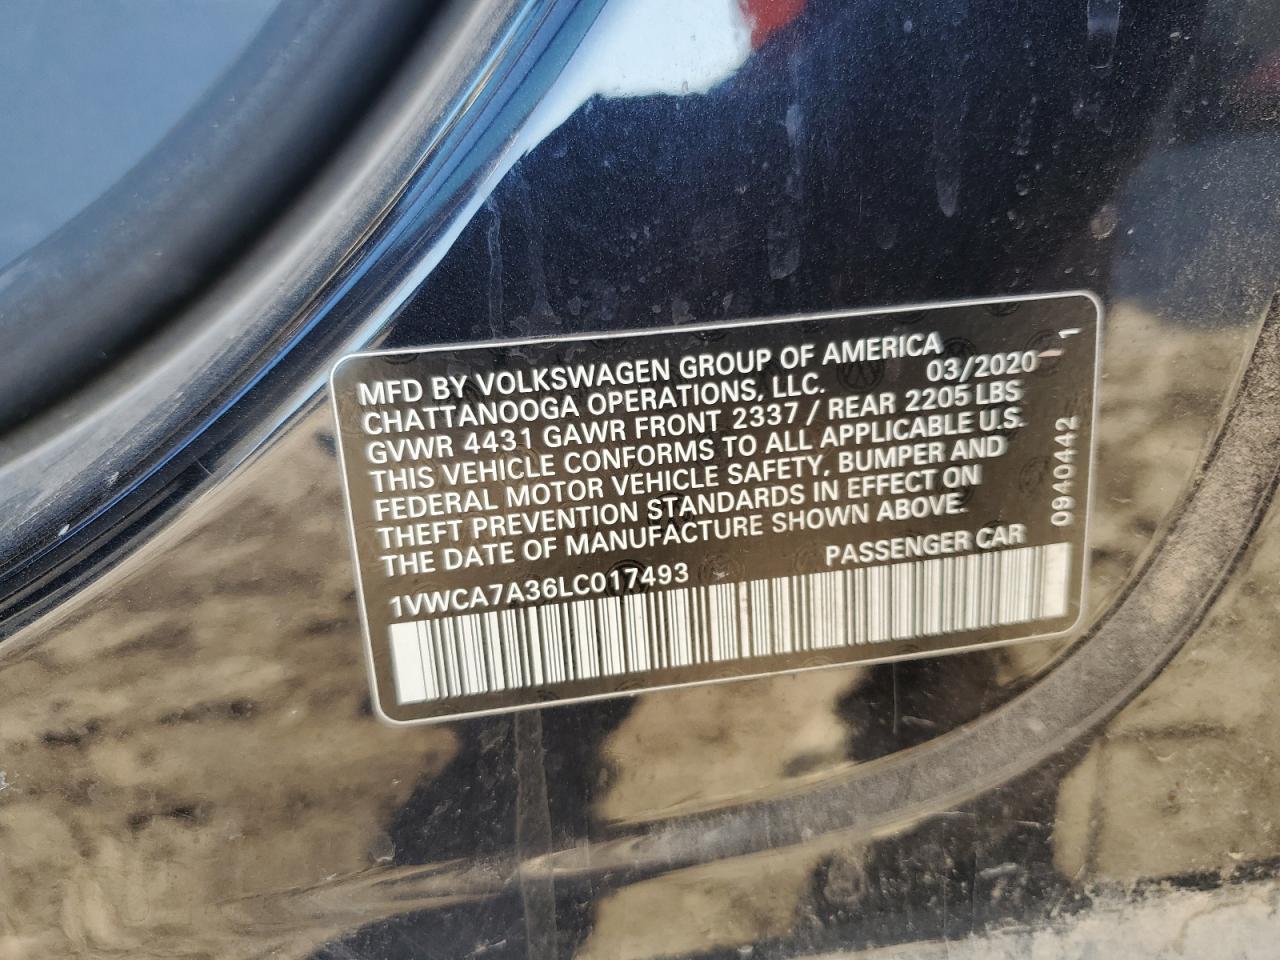 MFD BY VOLKSWAGEN GROUP OF AMERICA
CHATTANOOGA OPERATIONS, LLC. 03/2020 1
GVWR 4431 GAWR FRONT 2337 / REAR 2205 LBS
THIS VEHICLE CONFORMS TO ALL APPLICABLE U.S.
FEDERAL MOTOR VEHICLE SAFETY, BUMPER AND
THEFT PREVENTION STANDARDS IN EFFECT ON
THE DATE OF MANUFACTURE SHOWN ABOVE.
1VWCA7A36LC017493 PASSENGER CAR
0940442